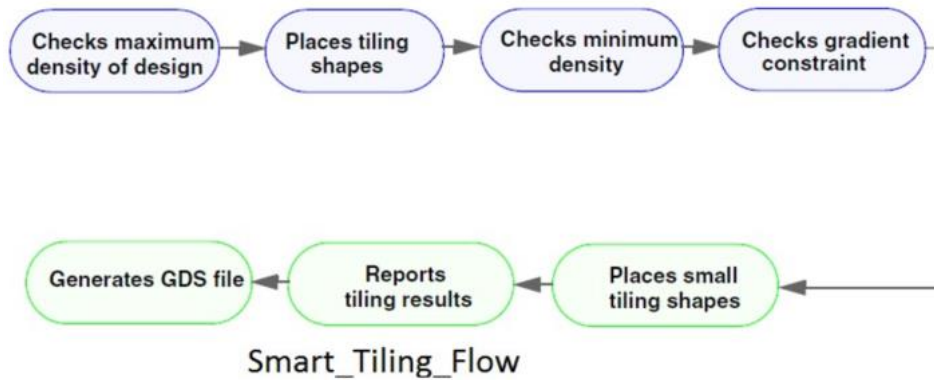 Checks maximum
density of design
Places tiling
shapes
Checks minimum
density
Checks gradient
constraint
Generates GDS file
Reports
tiling results
Places small
tiling shapes
Smart_Tiling_Flow